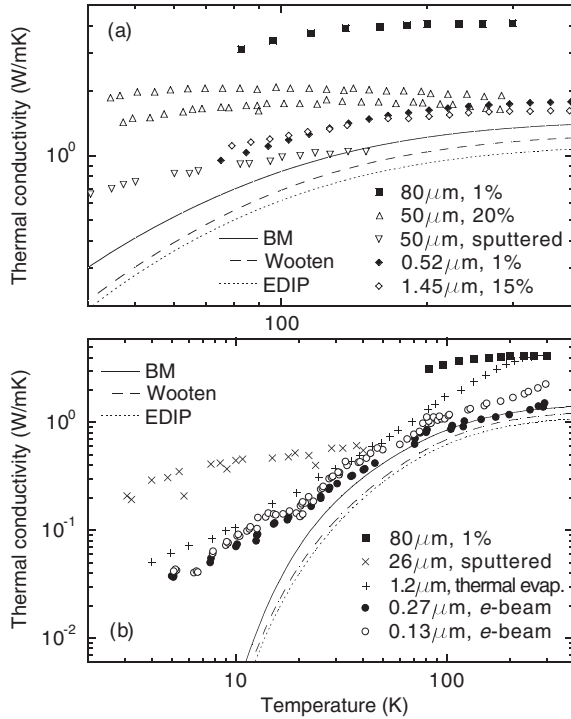 (a)
Thermal conductivity (W/mK)
10⁰
80μm, 1%
50μm, 20%
50μm, sputtered
0.52μm, 1%
1.45μm, 15%
BM
Wooten
EDIP
100
(b)
Thermal conductivity (W/mK)
10¹
10⁰
10⁻¹
10⁻²
BM
Wooten
EDIP
80μm, 1%
26μm, sputtered
1.2μm, thermal evap.
0.27μm, e-beam
0.13μm, e-beam
10
100
Temperature (K)